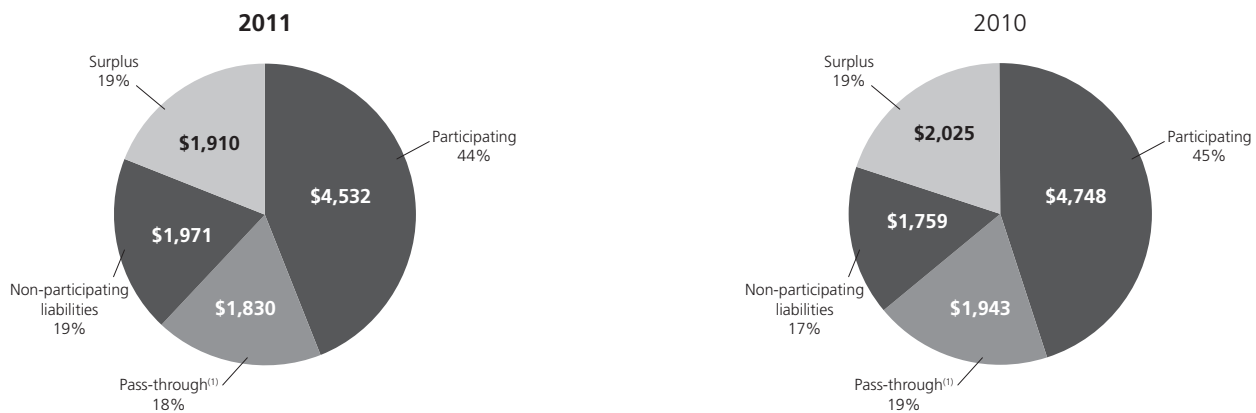 2011
Surplus
19%
$1,910
Participating
44%
$4,532
$1,971
Non-participating
liabilities
19%
$1,830
Pass-through(1)
18%
2010
Surplus
19%
$2,025
Participating
45%
$4,748
$1,759
Non-participating
liabilities
17%
$1,943
Pass-through(1)
19%